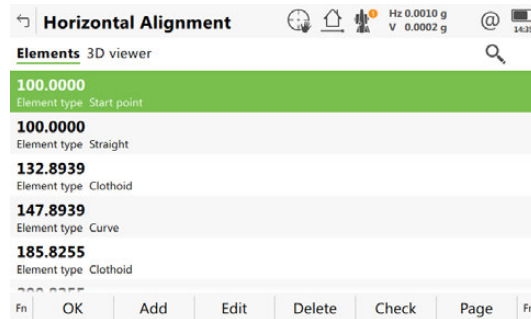 Horizontal Alignment
Hz 0.0010 g
V 0.0002 g
@
Elements 3D viewer
100.0000
Element type Start point
100.0000
Element type Straight
132.8939
Element type Clothoid
147.8939
Element type Curve
185.8255
Element type Clothoid
Fn OK Add Edit Delete Check Page